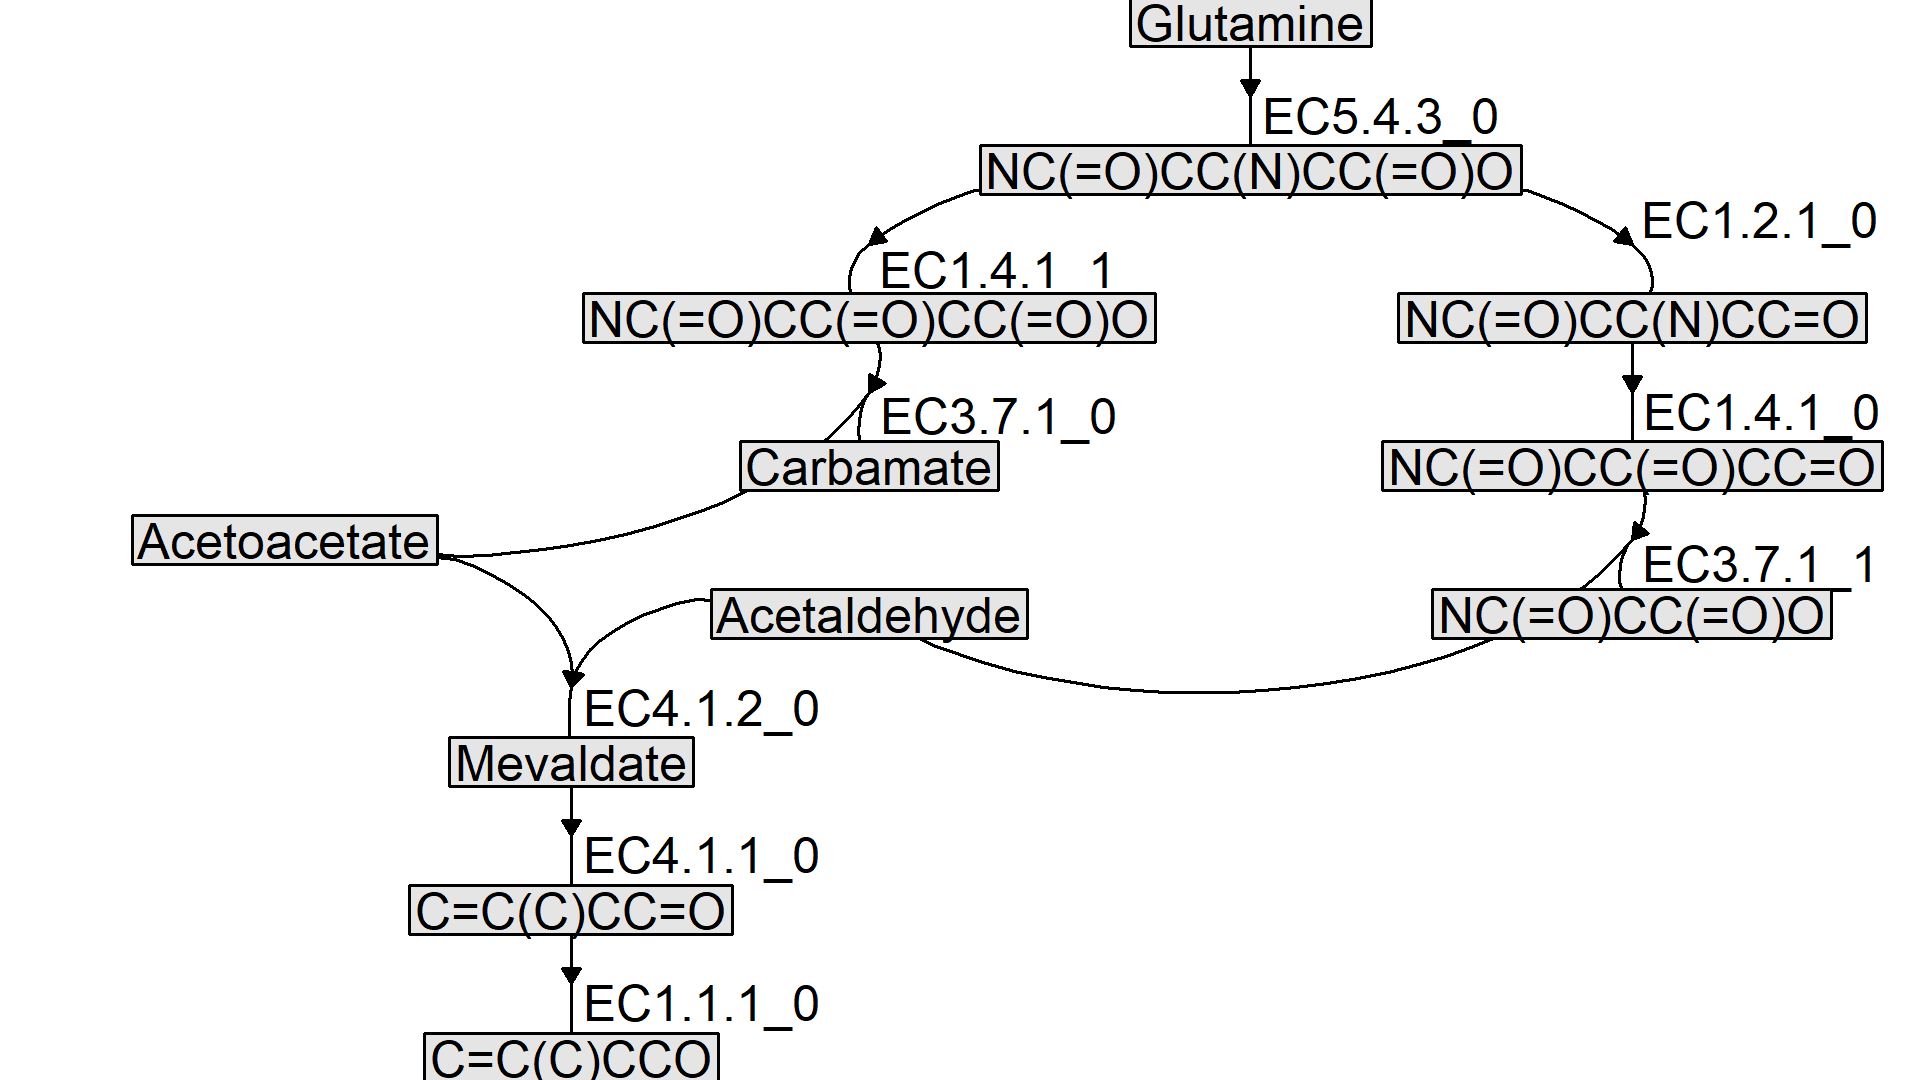 Glutamine
EC5.4.3_0
NC(=O)CC(N)CC(=O)O
EC1.2.1_0
EC1.4.1_1
NC(=O)CC(=O)CC(=O)O
NC(=O)CC(N)CC=O
EC3.7.1_0
EC1.4.1_0
Carbamate
NC(=O)CC(=O)CC=O
Acetoacetate
EC3.7.1_1
Acetaldehyde
NC(=O)CC(=O)O
EC4.1.2_0
Mevaldate
EC4.1.1_0
C=C(C)CC=O
EC1.1.1_0
C=C(C)CCO